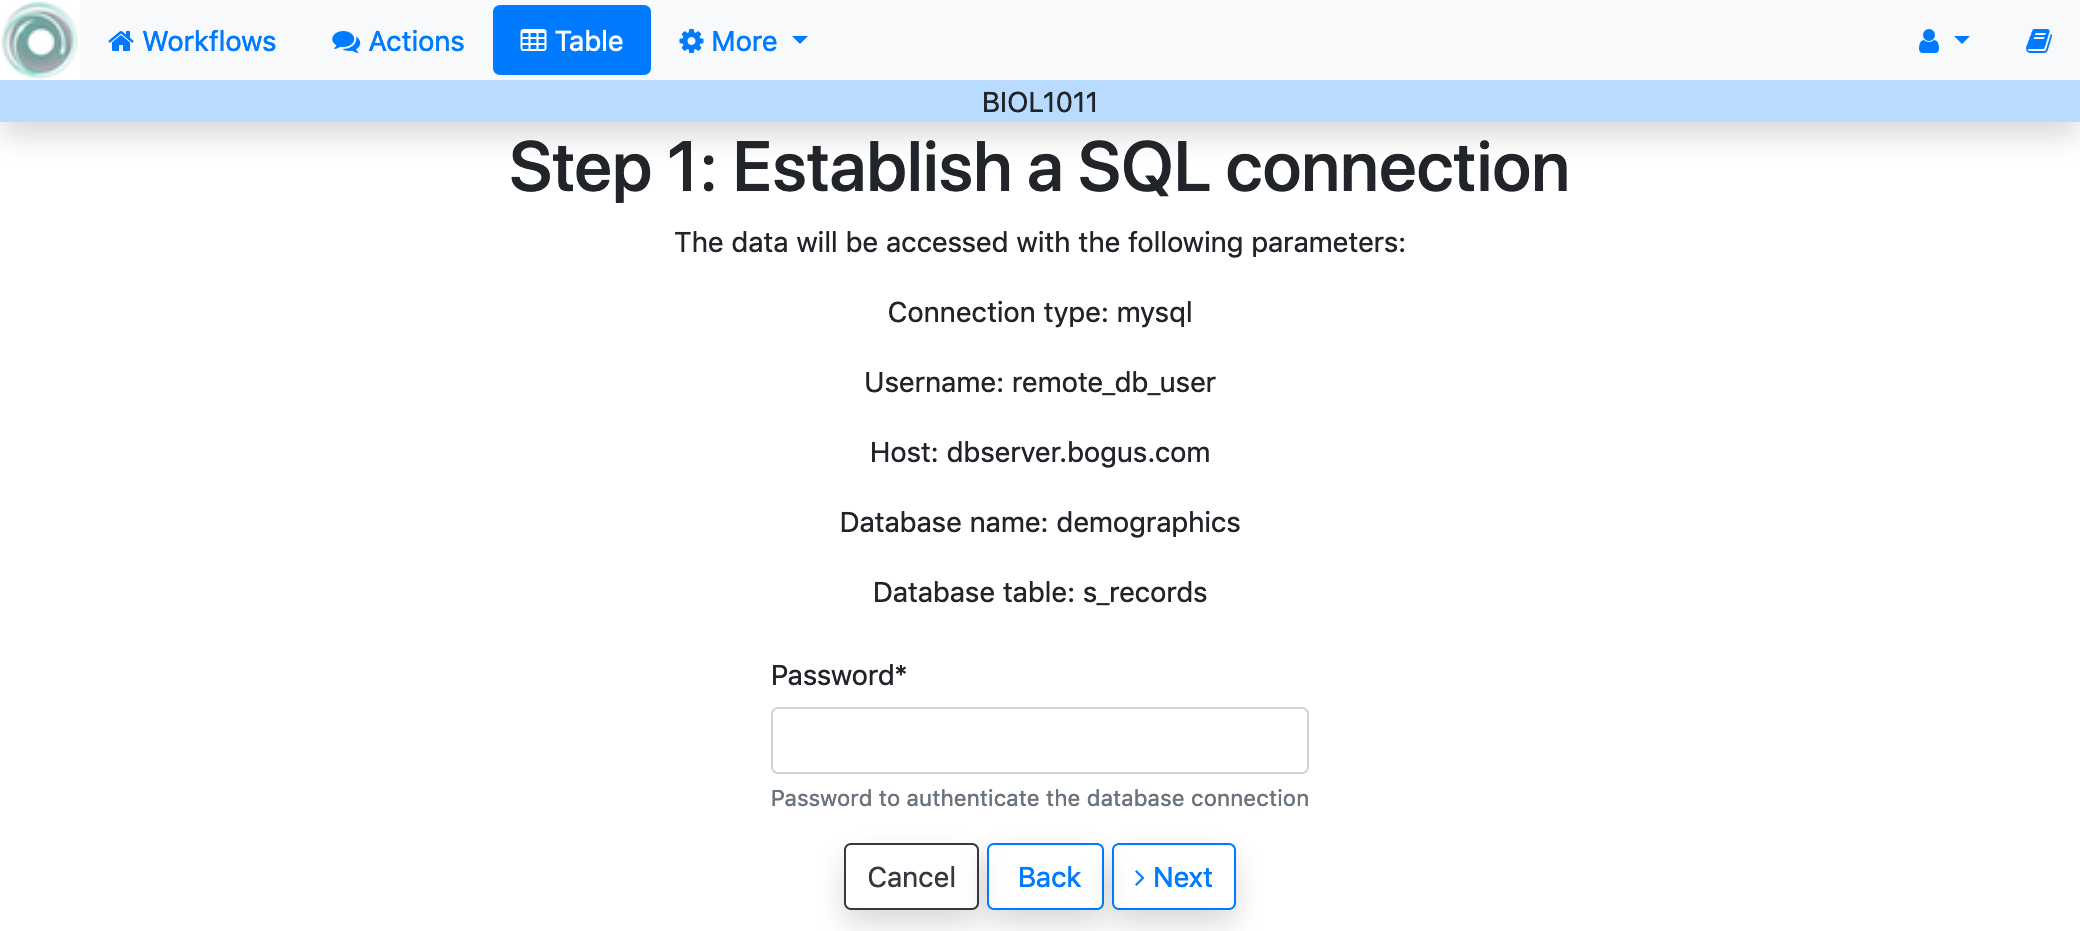 Workflows Actions Table More
BIOL1011
Step 1: Establish a SQL connection
The data will be accessed with the following parameters:
Connection type: mysql
Username: remote_db_user
Host: dbserver.bogus.com
Database name: demographics
Database table: s_records
Password*
Password to authenticate the database connection
Cancel Back Next